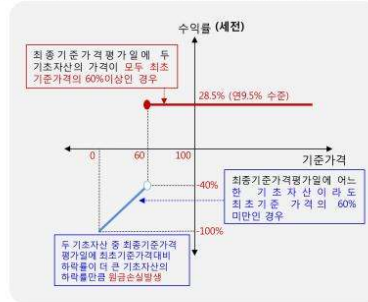 수익률 (세전)
최종기준가격평가일에 두
기초자산의 가격이 모두 최초
기준가격의 60%이상인 경우
28.5% (연9.5% 수준)
0
60
100
기준가격
-40%
최종기준가격평가일에 어느
한 기초자산이라도
최초기준 가격의 60%
미만인 경우
-100%
두 기초자산 중 최종기준가격
평가일에 최초기준가격대비
하락률이 더 큰 기초자산의
하락률만큼 원금손실발생